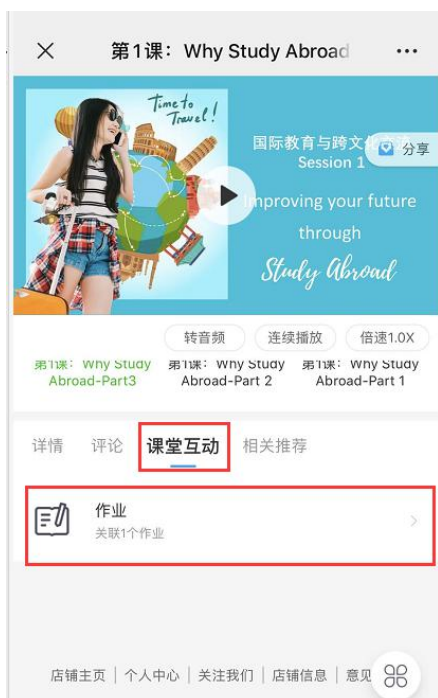 第1课：Why Study Abroad
Time to
Travel!
国际教育与跨文化
分享
Session 1
Improving your future
through
Study Abroad
转音频
连续播放
倍速1.0X
第1课：Why Study
Abroad-Part3
第1课：Why Study
Abroad-Part 2
第1课：Why Study
Abroad-Part 1
详情
评论
课堂互动
相关推荐
作业
关联1个作业
店铺主页 | 个人中心 | 关注我们 | 店铺信息 | 意见